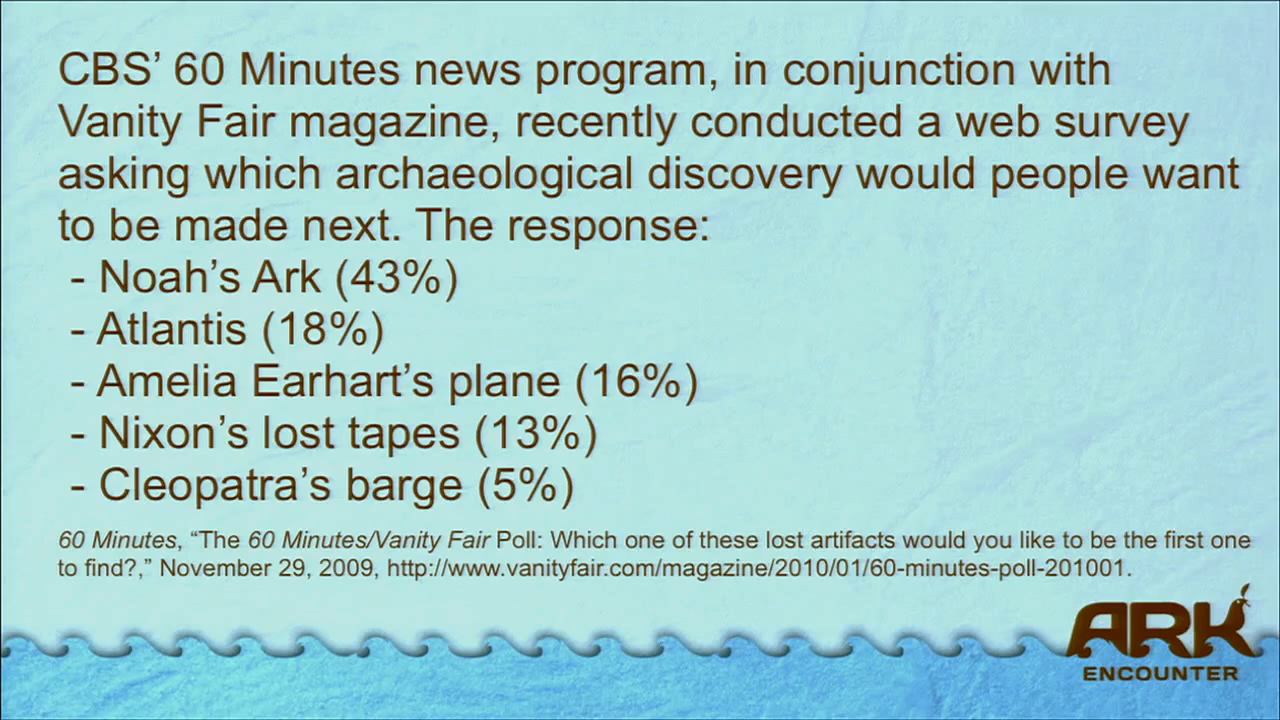 CBS’ 60 Minutes news program, in conjunction with
Vanity Fair magazine, recently conducted a web survey
asking which archaeological discovery would people want
to be made next. The response:
- Noah’s Ark (43%)
- Atlantis (18%)
- Amelia Earhart’s plane (16%)
- Nixon’s lost tapes (13%)
- Cleopatra’s barge (5%)
60 Minutes, “The 60 Minutes/Vanity Fair Poll: Which one of these lost artifacts would you like to be the first one
to find?,” November 29, 2009, http://www.vanityfair.com/magazine/2010/01/60-minutes-poll-201001.
ARK
ENCOUNTER